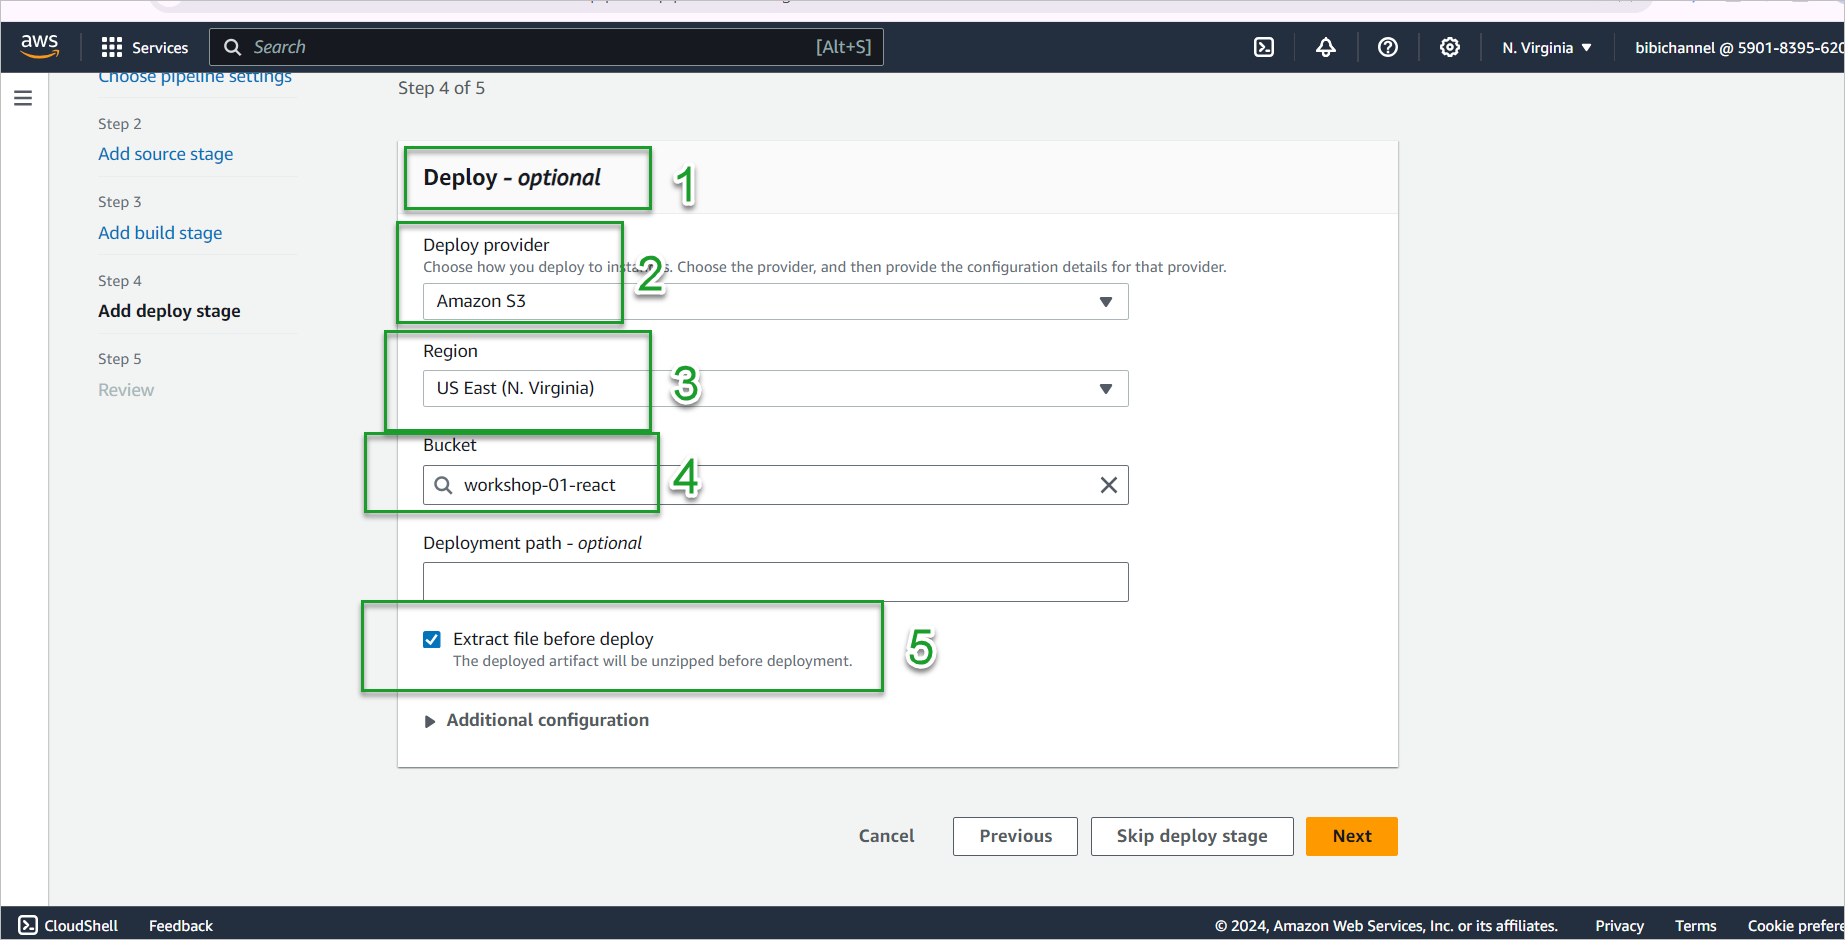 aws
Services
Search
[Alt+S]
N. Virginia
bibichannel @ 5901-8395-620
Choose pipeline settings
Step 2
Add source stage
Step 3
Add build stage
Step 4
Add deploy stage
Step 5
Review
Step 4 of 5
Deploy - optional
1
Deploy provider
Choose how you deploy to Choose the provider, and then provide the configuration details for that provider.
2
Amazon S3
Region
US East (N. Virginia)
3
Bucket
workshop-01-react
4
Deployment path - optional
Extract file before deploy
The deployed artifact will be unzipped before deployment.
5
Additional configuration
Cancel
Previous
Skip deploy stage
Next
CloudShell
Feedback
© 2024, Amazon Web Services, Inc. or its affiliates.
Privacy
Terms
Cookie prefere